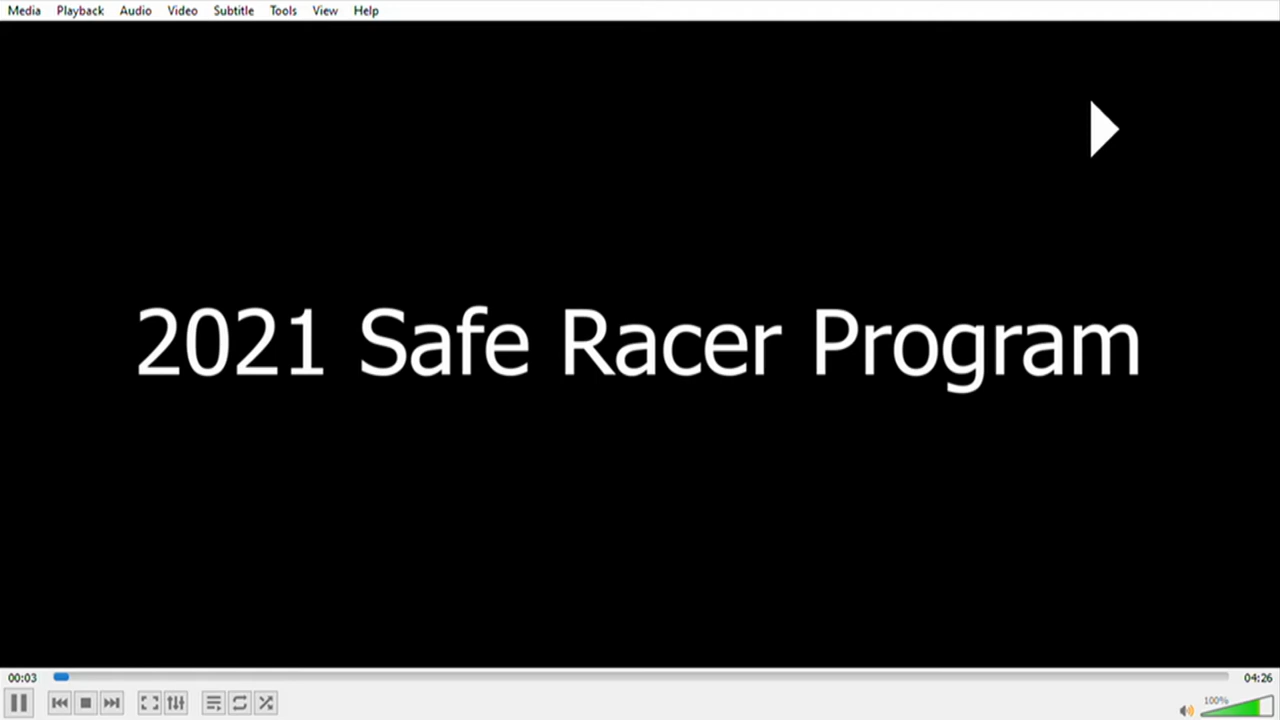 Media Playback Audio Video Subtitle Tools View Help
2021 Safe Racer Program
00:03 04:26
100%